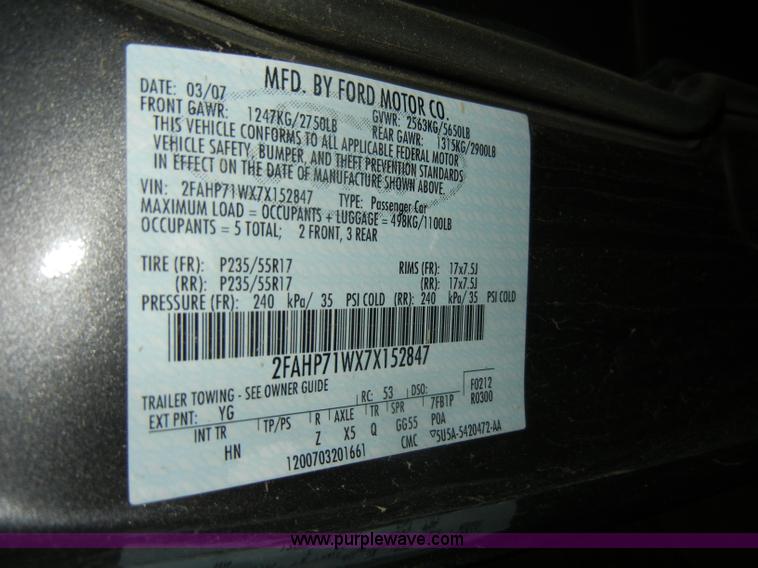 MFD. BY FORD MOTOR CO.
DATE: 03/07 GVWR: 2563KG/5650LB
FRONT GAWR: 1247KG/2750LB REAR GAWR: 1315KG/2900LB
THIS VEHICLE CONFORMS TO ALL APPLICABLE FEDERAL MOTOR
VEHICLE SAFETY, BUMPER, AND THEFT PREVENTION STANDARDS
IN EFFECT ON THE DATE OF MANUFACTURE SHOWN ABOVE.
VIN: 2FAHP71WX7X152847 TYPE: Passenger Car
MAXIMUM LOAD = OCCUPANTS + LUGGAGE = 498KG/1100LB
OCCUPANTS = 5 TOTAL; 2 FRONT, 3 REAR
TIRE (FR): P235/55R17 RIMS (FR): 17x7.5J
(RR): P235/55R17 (RR): 17x7.5J
PRESSURE (FR): 240 kPa/ 35 PSI COLD (RR): 240 kPa/ 35 PSI COLD
2FAHP71WX7X152847
TRAILER TOWING - SEE OWNER GUIDE
EXT PNT: YG RC: 53 DSO: F0212
INT TR TP/PS R AXLE TR SPR 7FB1P R0300
HN Z X5 Q GG55 POA
CMC ▽5U5A-5420472-AA
1200703201661
www.purplewave.com